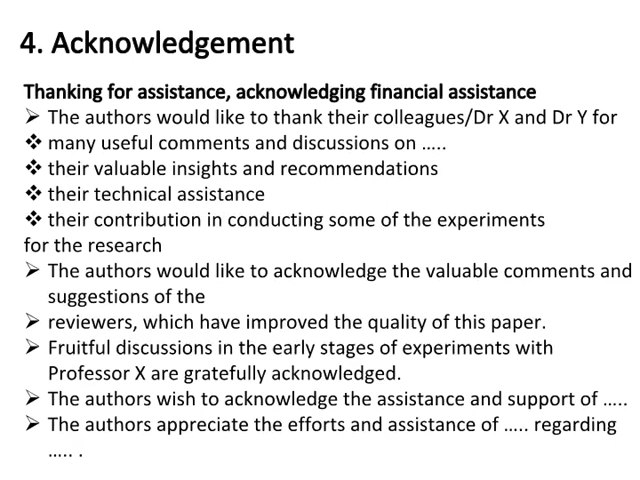 4. Acknowledgement
Thanking for assistance, acknowledging financial assistance
➢ The authors would like to thank their colleagues/Dr X and Dr Y for
❖ many useful comments and discussions on …..
❖ their valuable insights and recommendations
❖ their technical assistance
❖ their contribution in conducting some of the experiments
for the research
➢ The authors would like to acknowledge the valuable comments and
suggestions of the
➢ reviewers, which have improved the quality of this paper.
➢ Fruitful discussions in the early stages of experiments with
Professor X are gratefully acknowledged.
➢ The authors wish to acknowledge the assistance and support of …..
➢ The authors appreciate the efforts and assistance of ….. regarding
….. .